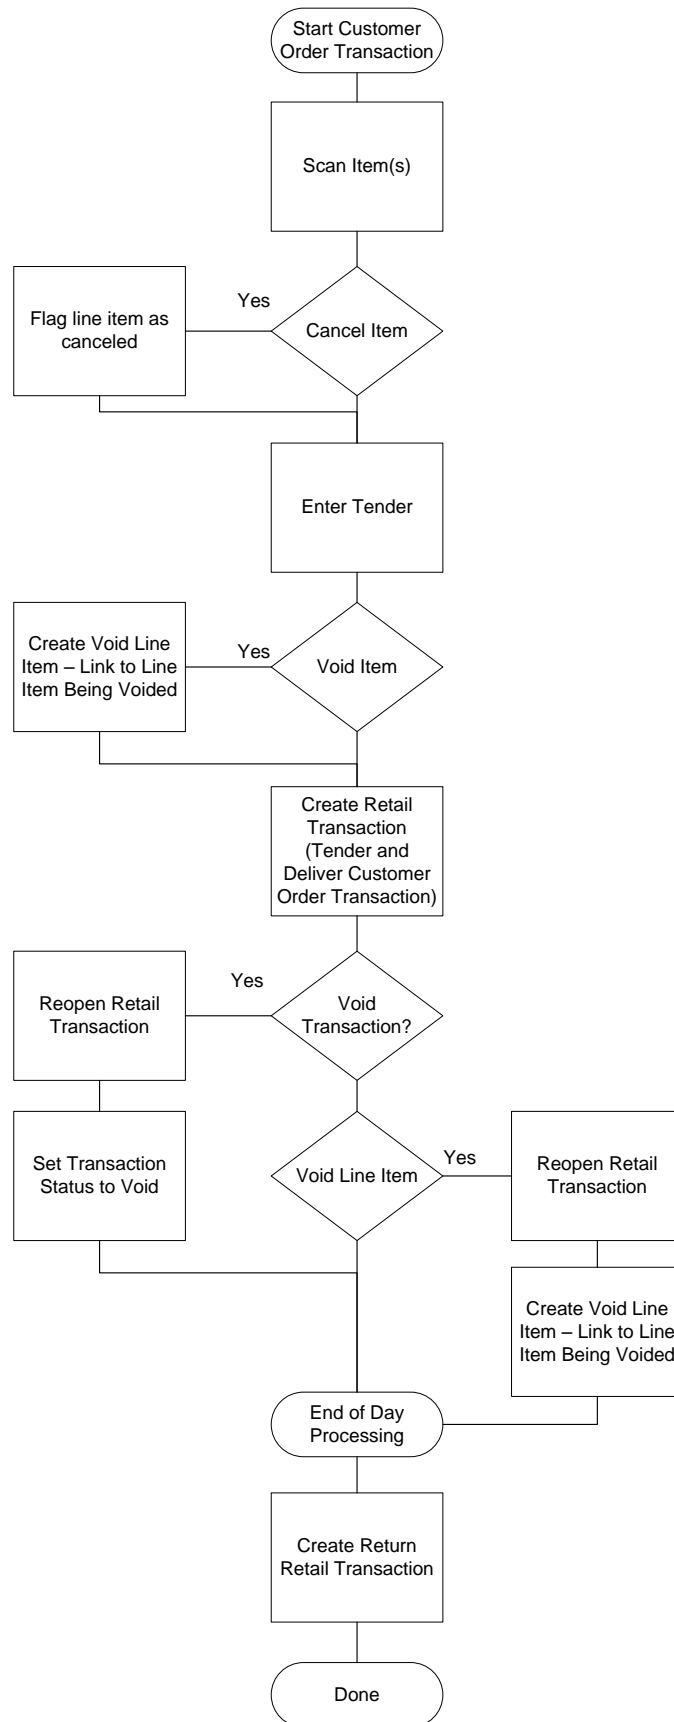 Start Customer
Order Transaction
Scan Item(s)
Yes
Flag line item as
canceled
Cancel Item
Enter Tender
Create Void Line
Item – Link to Line
Item Being Voided
Yes
Void Item
Create Retail
Transaction
(Tender and
Deliver Customer
Order Transaction)
Yes
Reopen Retail
Transaction
Void
Transaction?
Set Transaction
Status to Void
Void Line Item
Yes
Reopen Retail
Transaction
Create Void Line
Item – Link to Line
Item Being Voided
End of Day
Processing
Create Return
Retail Transaction
Done